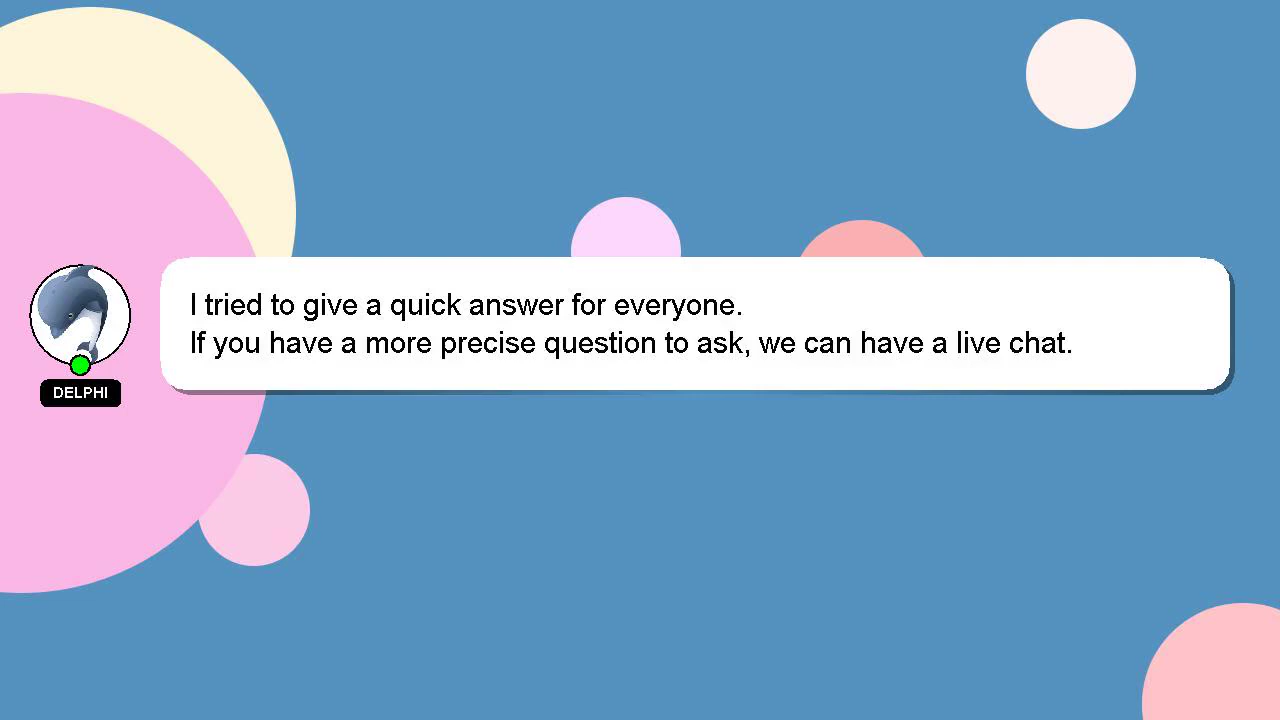 I tried to give a quick answer for everyone.
If you have a more precise question to ask, we can have a live chat.
DELPHI